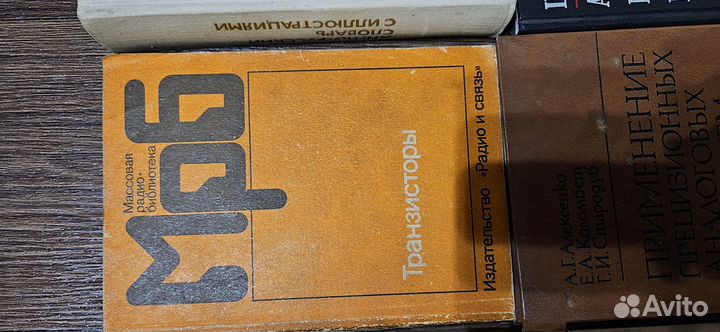 СЛОВАРЬ
С ИЛЛЮСТРАЦИЯМИ
Массовая
радио-
библиотека
Мрб
Транзисторы
Издательство «Радио и связь»
А.Г. Алексенко
Е.А. Коломбет
Г.И. Стародуб
ПРИМЕНЕНИЕ
ПРЕЦИЗИОННЫХ
АНАЛОГОВЫХ
Avito